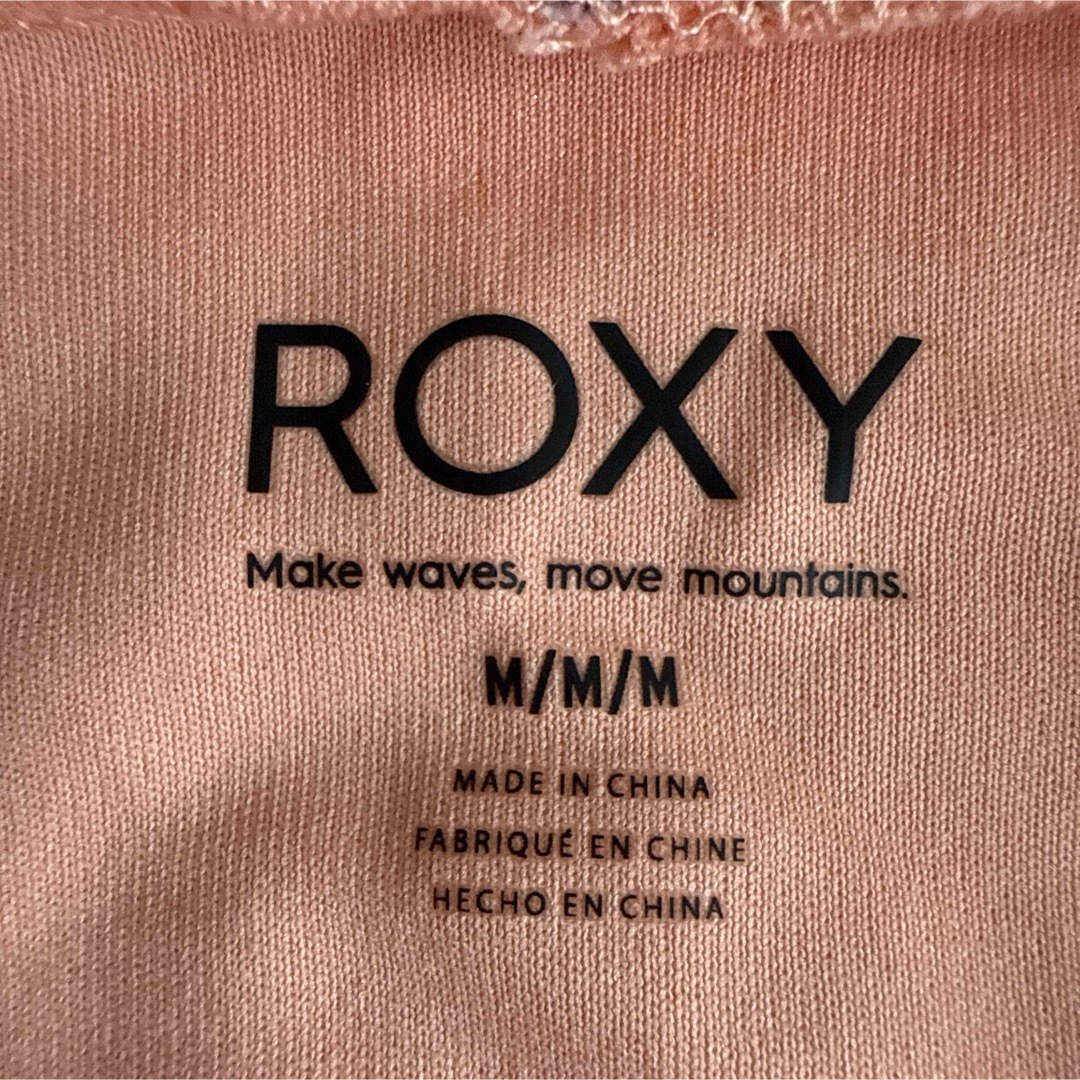 ROXY
Make waves, move mountains.
M/M/M
MADE IN CHINA
FABRIQUÉ EN CHINE
HECHO EN CHINA